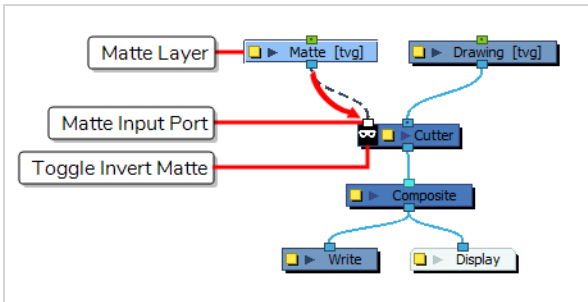 Matte Layer
Matte [tvg]
Drawing [tvg]
Matte Input Port
Cutter
Toggle Invert Matte
Composite
Write
Display